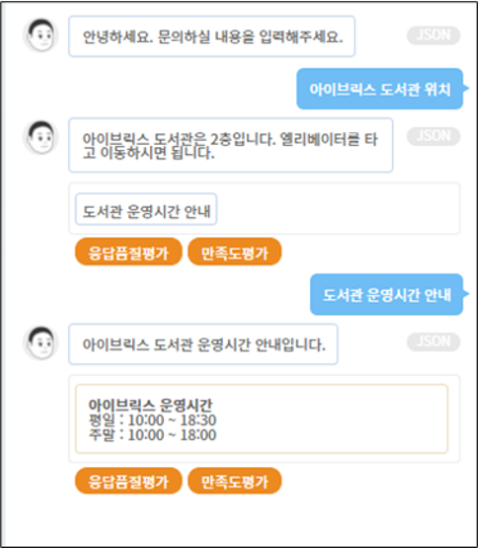 안녕하세요. 문의하실 내용을 입력해주세요.
JSON
아이브릭스 도서관 위치
아이브릭스 도서관은 2층입니다. 엘리베이터를 타
고 이동하시면 됩니다.
JSON
도서관 운영시간 안내
응답품질평가 만족도평가
도서관 운영시간 안내
아이브릭스 도서관 운영시간 안내입니다.
JSON
아이브릭스 운영시간
평일 : 10:00 ~ 18:30
주말 : 10:00 ~ 18:00
응답품질평가 만족도평가